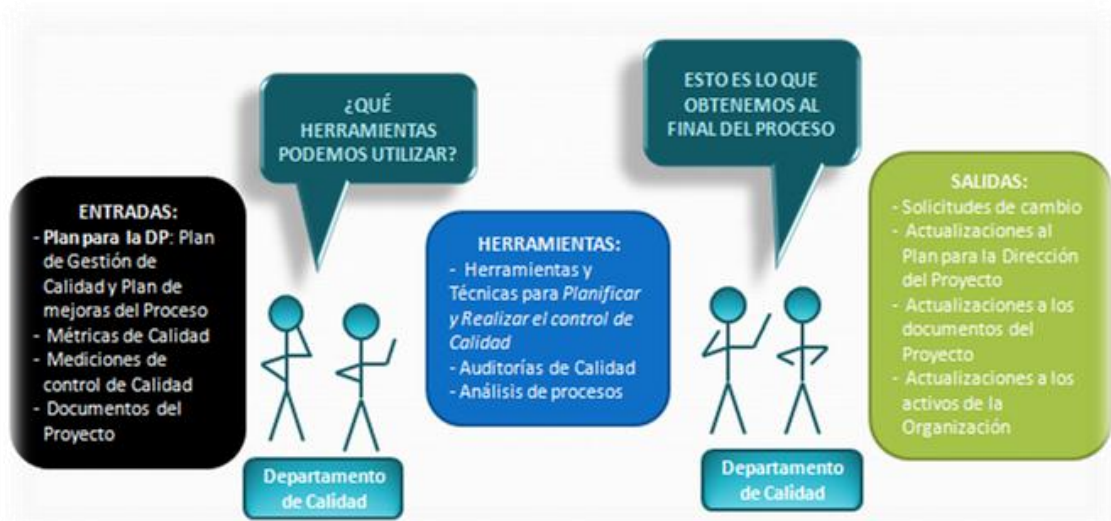 ¿QUÉ
HERRAMIENTAS
PODEMOS UTILIZAR?
ESTO ES LO QUE
OBTENEMOS AL
FINAL DEL PROCESO
ENTRADAS:
- Plan para la DP: Plan
de Gestión de
Calidad y Plan de
mejoras del Proceso
- Métricas de Calidad
- Mediciones de
control de Calidad
- Documentos del
Proyecto
HERRAMIENTAS:
- Herramientas y
Técnicas para Planificar
y Realizar el control de
Calidad
- Auditorías de Calidad
- Análisis de procesos
SALIDAS:
- Solicitudes de cambio
- Actualizaciones al
Plan para la Dirección
del Proyecto
- Actualizaciones a los
documentos del
Proyecto
- Actualizaciones a los
activos de la
Organización
Departamento
de Calidad
Departamento
de Calidad